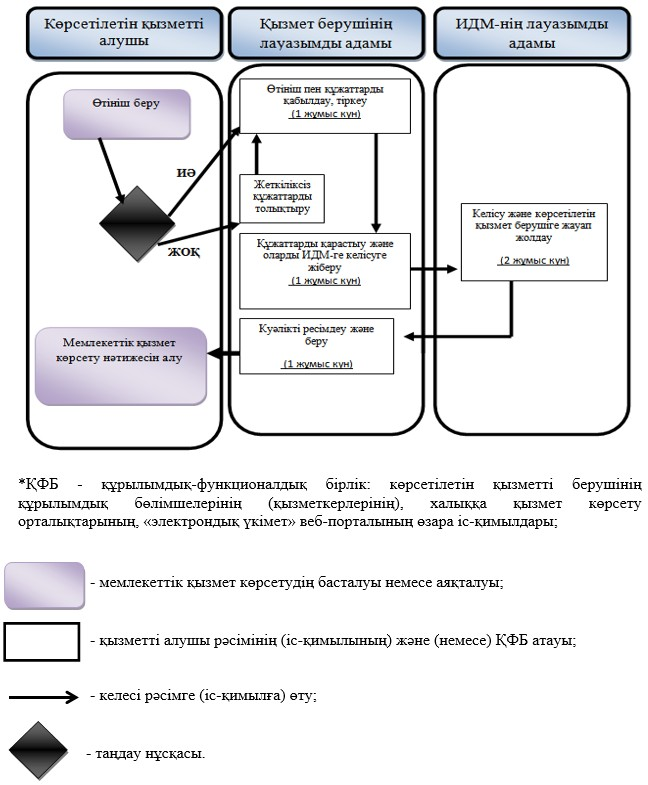 Көрсетілетін қызметті
алушы
Қызмет берушінің
лауазымды адамы
ИДМ-нің лауазымды
адамы
Өтініш беру
Өтініш пен құжаттарды
қабылдау, тіркеу
(1 жұмыс күн)
ИӘ
Жеткіліксіз
құжаттарды
толықтыру
ЖОҚ
Құжаттарды қарастыу және
оларды ИДМ-ге келісуге
жіберу
(1 жұмыс күн)
Келісу және көрсетілетін
қызмет берушіге жауап
жолдау
(2 жұмыс күн)
Куәлікті ресімдеу және
беру
(1 жұмыс күн)
Мемлекеттік қызмет
көрсету нәтижесін алу
*ҚФБ - құрылымдық-функционалдық бірлік: көрсетілетін қызметті берушінің
құрылымдық бөлімшелерінің (қызметкерлерінің), халыққа қызмет көрсету
орталықтарының, «электрондық үкімет» веб-порталының өзара іс-қимылдары;
- мемлекеттік қызмет көрсетудің басталуы немесе аяқталуы;
- қызметті алушы рәсімінің (іс-қимылының) және (немесе) ҚФБ атауы;
- келесі рәсімге (іс-қимылға) өту;
- таңдау нұсқасы.